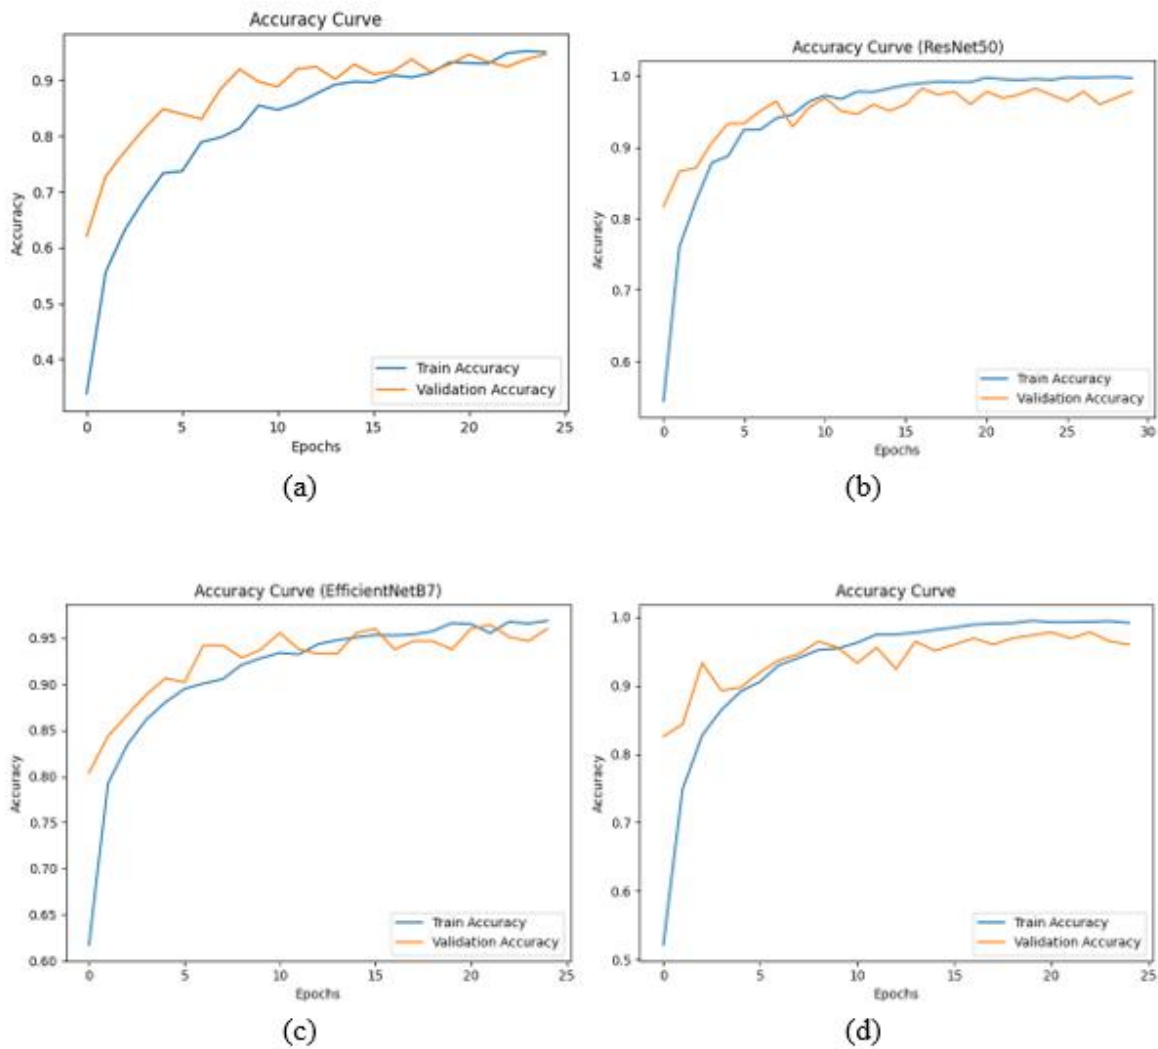 Accuracy Curve
0.9
0.8
0.7
0.6
0.5
0.4
Accuracy
Train Accuracy
Validation Accuracy
0 5 10 15 20 25
Epochs
(a)
Accuracy Curve (ResNet50)
1.0
0.9
0.8
0.7
0.6
Accuracy
Train Accuracy
Validation Accuracy
0 5 10 15 20 25 30
Epochs
(b)
Accuracy Curve (EfficientNetB7)
0.95
0.90
0.85
0.80
0.75
0.70
0.65
0.60
Accuracy
Train Accuracy
Validation Accuracy
0 5 10 15 20 25
Epochs
(c)
Accuracy Curve
1.0
0.9
0.8
0.7
0.6
0.5
Accuracy
Train Accuracy
Validation Accuracy
0 5 10 15 20 25
Epochs
(d)